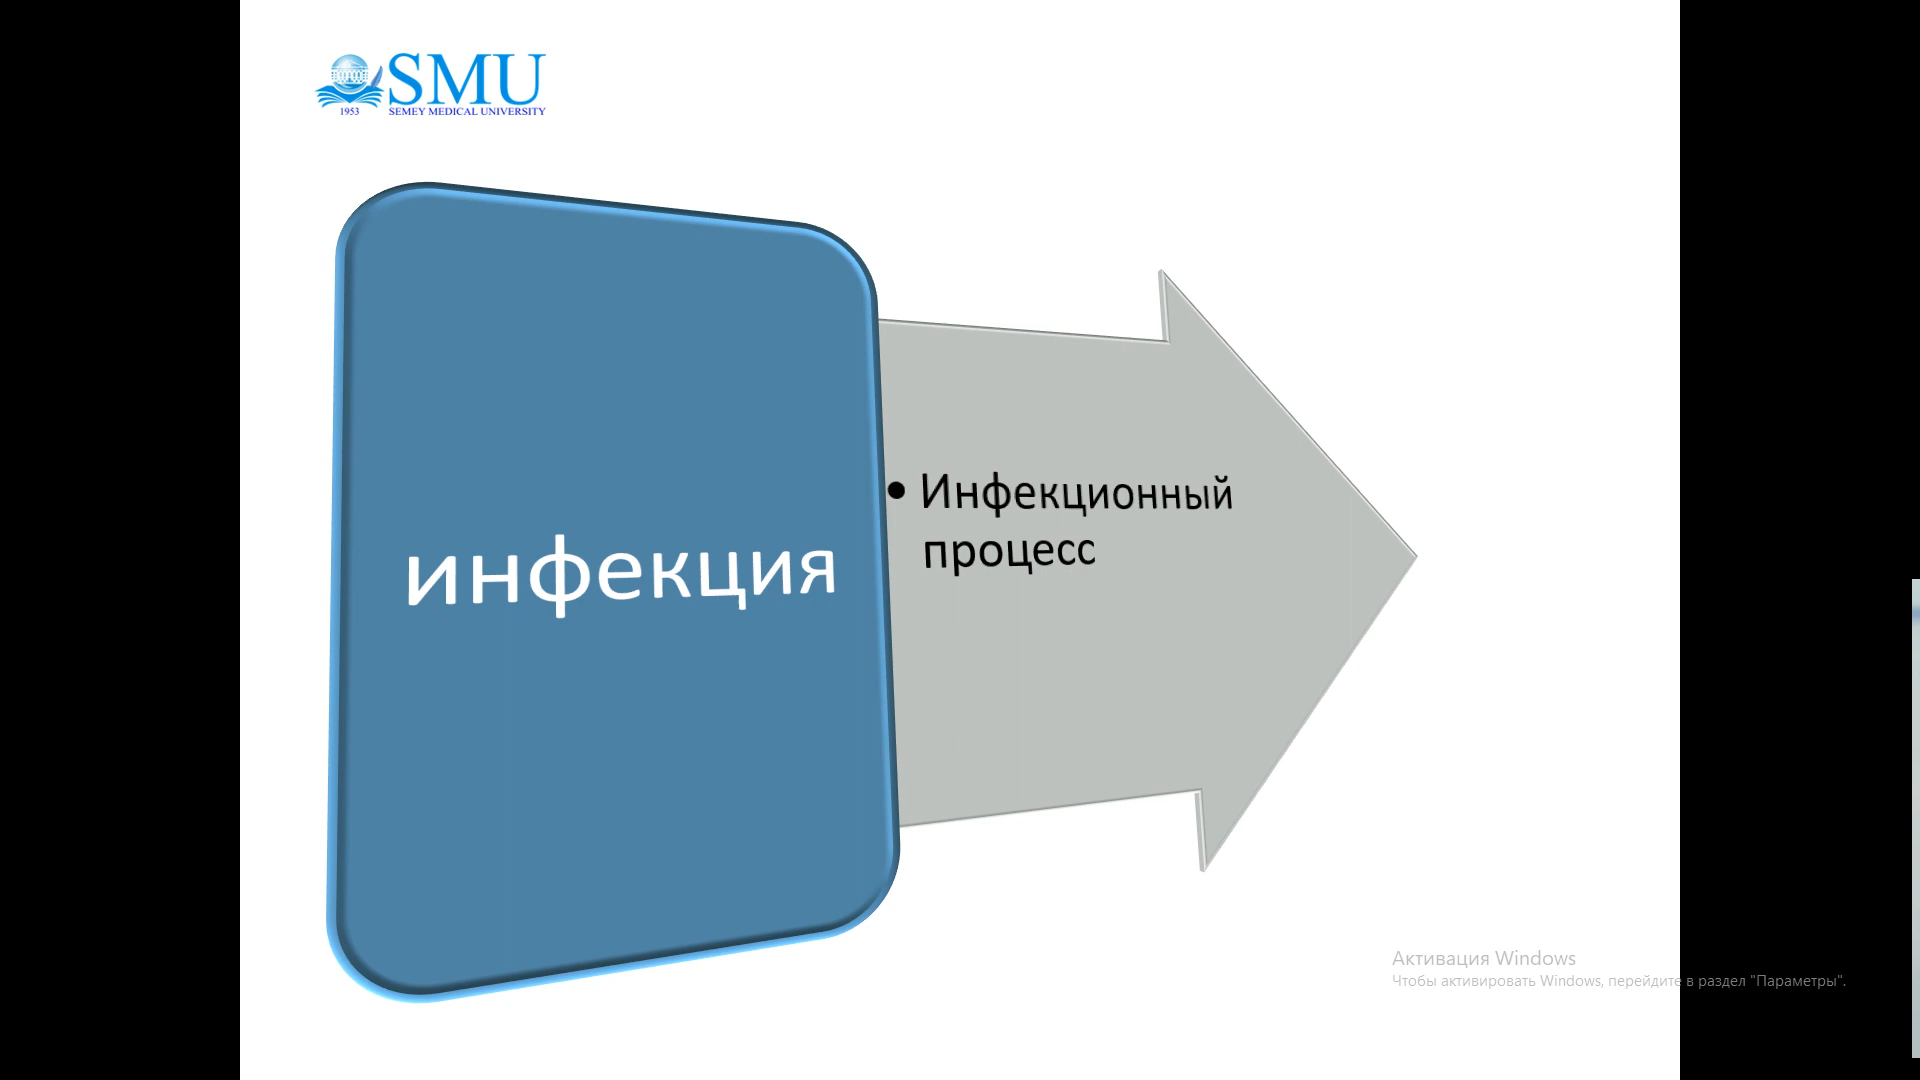 SMU
1953
SEMEY MEDICAL UNIVERSITY
инфекция
• Инфекционный
процесс
Активация Windows
Чтобы активировать Windows, перейдите в раздел "Параметры".